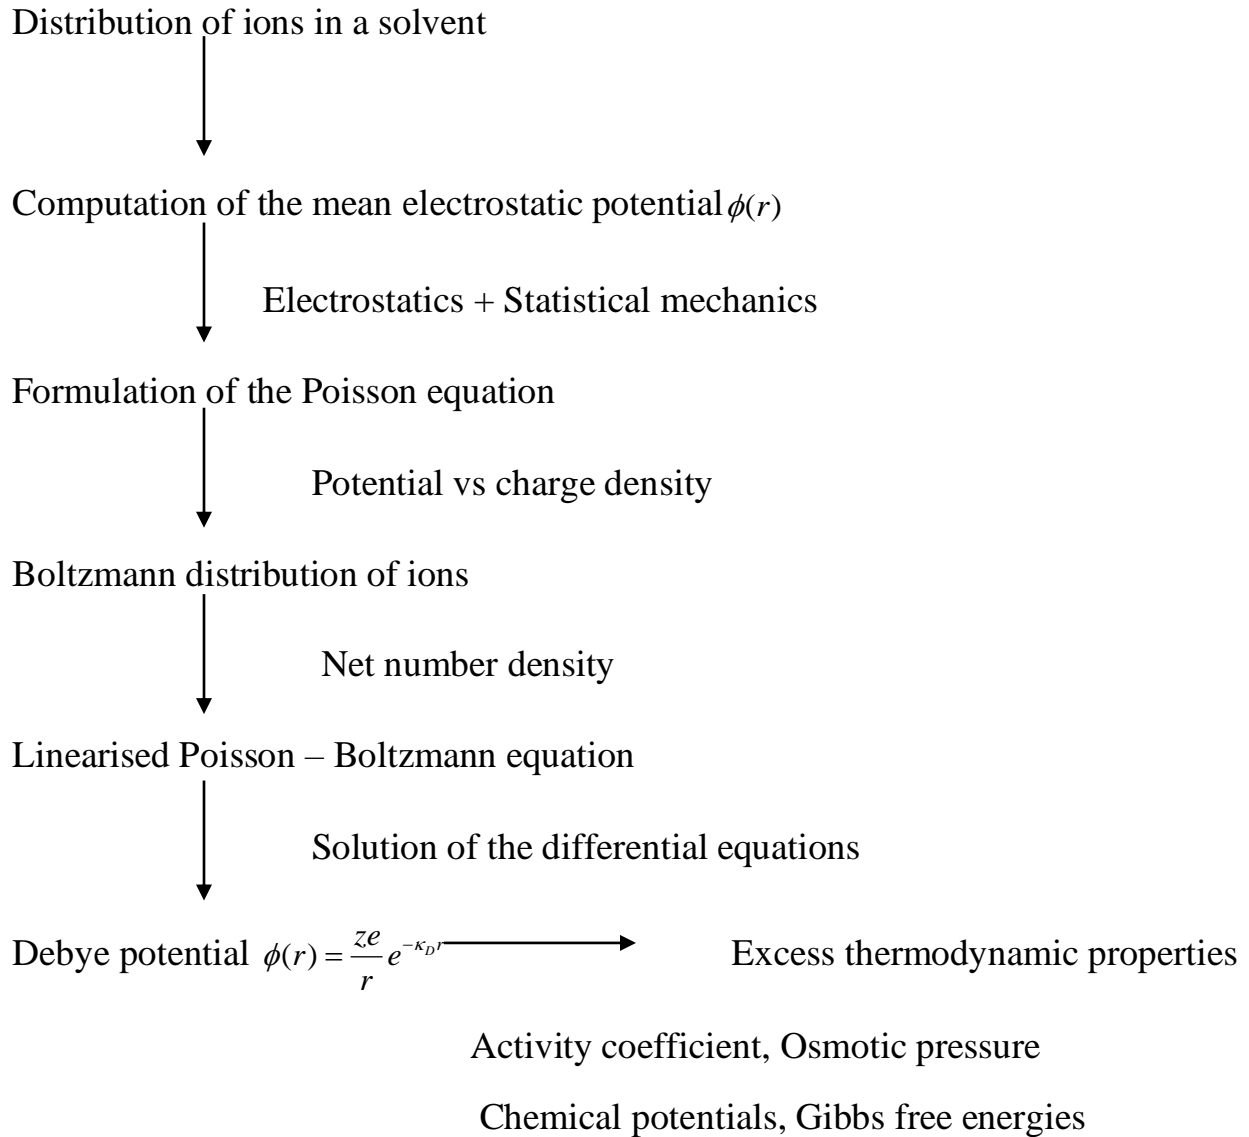 Distribution of ions in a solvent
Computation of the mean electrostatic potential ϕ(r)
Electrostatics + Statistical mechanics
Formulation of the Poisson equation
Potential vs charge density
Boltzmann distribution of ions
Net number density
Linearised Poisson – Boltzmann equation
Solution of the differential equations
Debye potential ϕ(r) = \frac{ze}{r} e^{-κ_D r} Excess thermodynamic properties
Activity coefficient, Osmotic pressure
Chemical potentials, Gibbs free energies